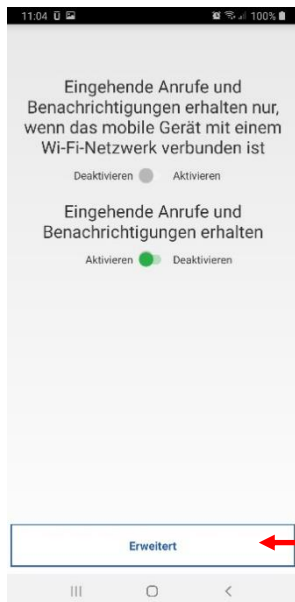 11:04 100%
Eingehende Anrufe und
Benachrichtigungen erhalten nur,
wenn das mobile Gerät mit einem
Wi-Fi-Netzwerk verbunden ist
Deaktivieren Aktivieren
Eingehende Anrufe und
Benachrichtigungen erhalten
Aktivieren Deaktivieren
Erweitert